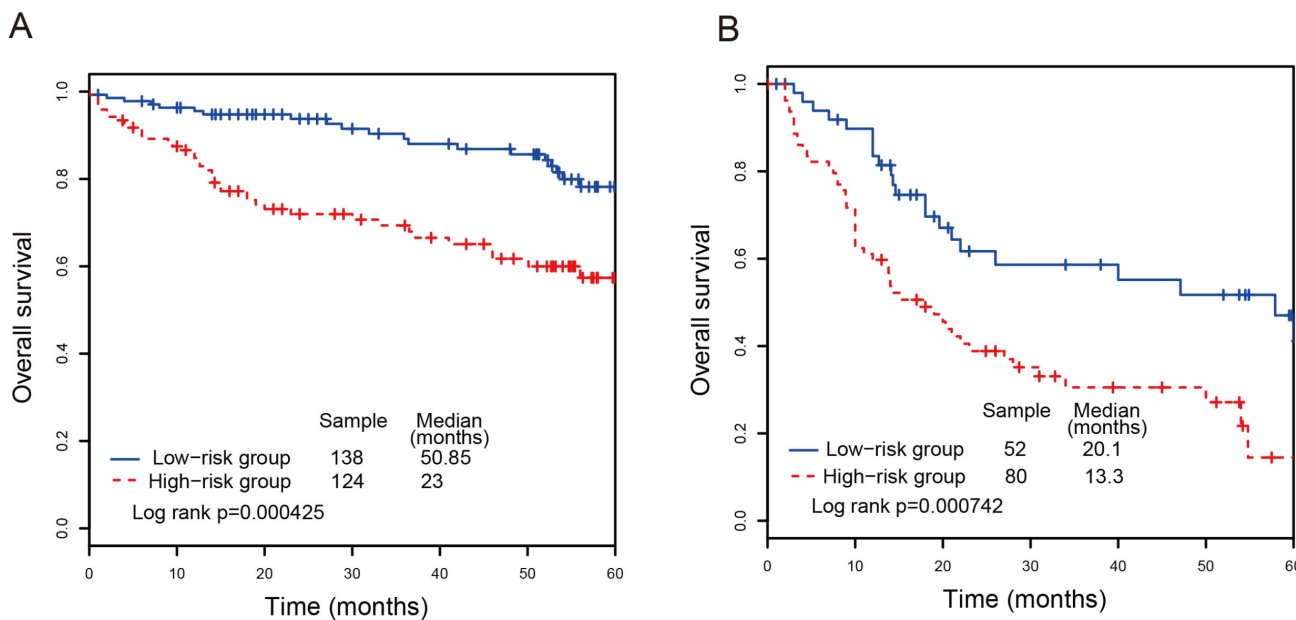 A
Overall survival
1.0
0.8
0.6
0.4
0.2
0.0
Sample Median
(months)
Low−risk group 138 50.85
High−risk group 124 23
Log rank p=0.000425
0 10 20 30 40 50 60
Time (months)
B
Overall survival
1.0
0.8
0.6
0.4
0.2
0.0
Sample Median
(months)
Low−risk group 52 20.1
High−risk group 80 13.3
Log rank p=0.000742
0 10 20 30 40 50 60
Time (months)